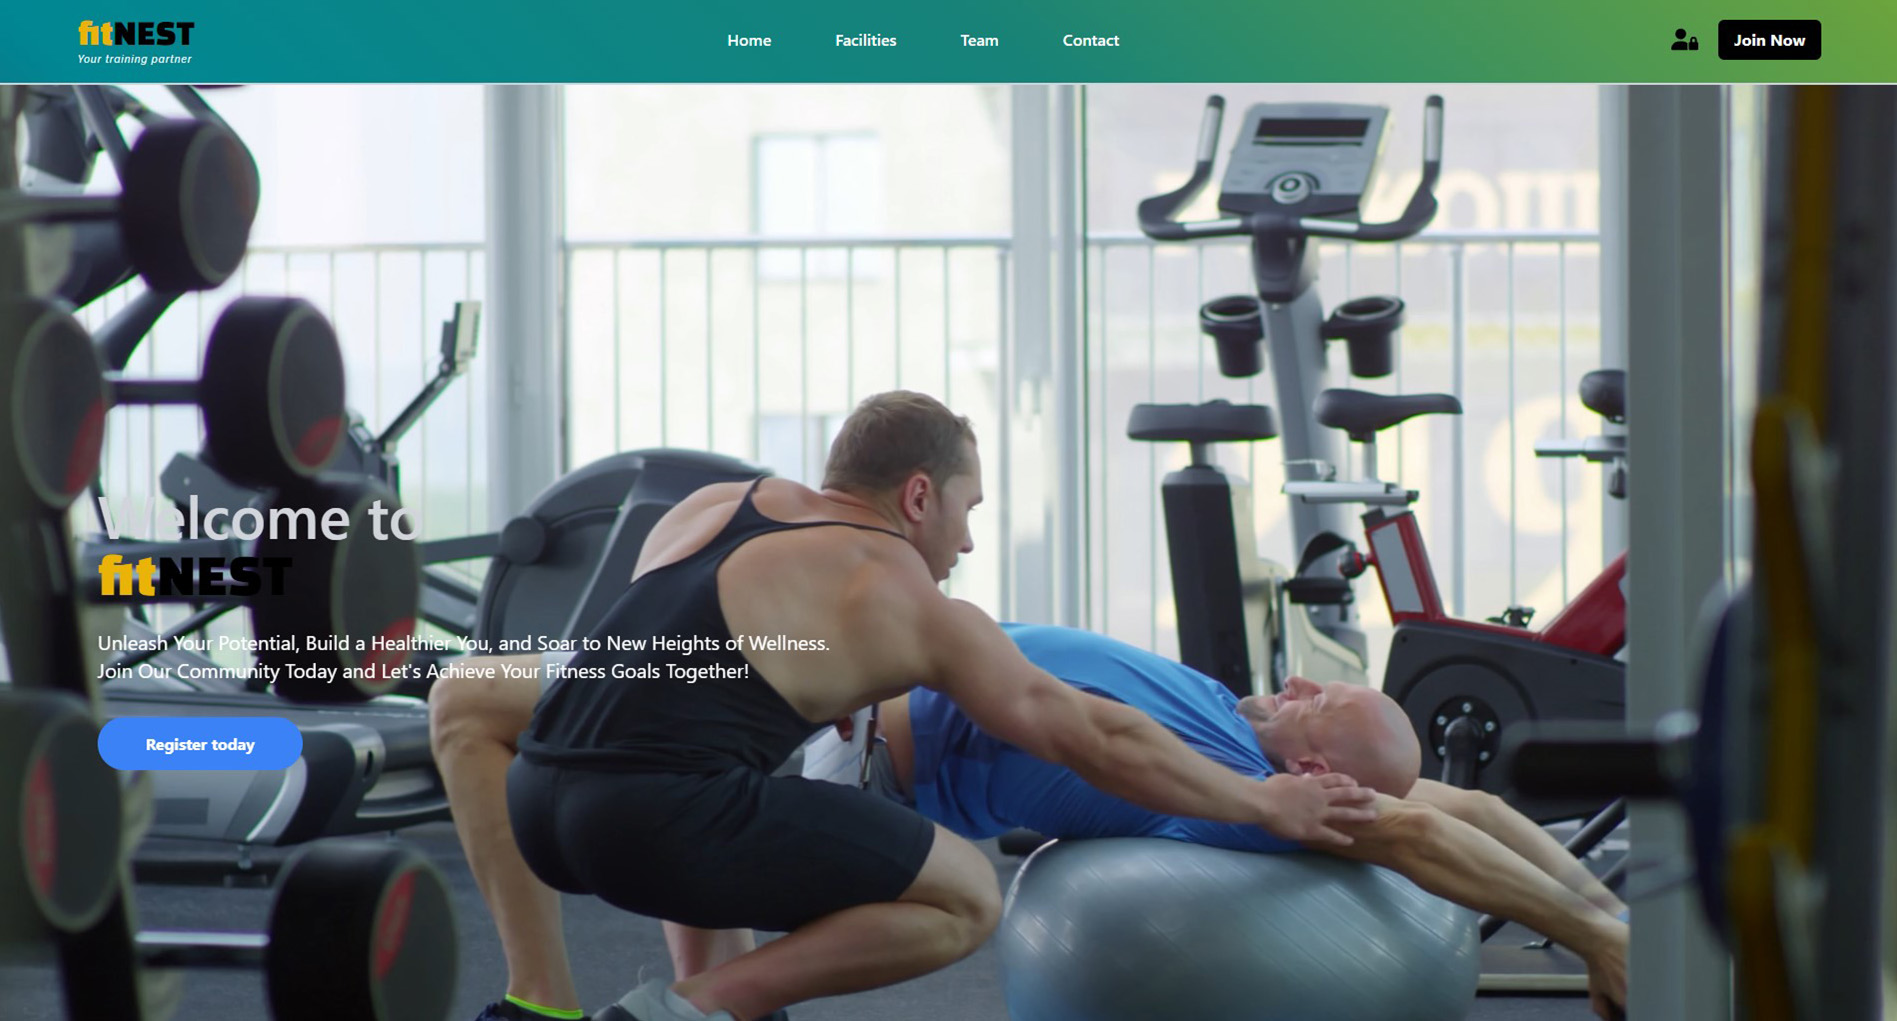 fitNEST
Your training partner
Home
Facilities
Team
Contact
Join Now
Welcome to
fitNEST
Unleash Your Potential, Build a Healthier You, and Soar to New Heights of Wellness.
Join Our Community Today and Let's Achieve Your Fitness Goals Together!
Register today